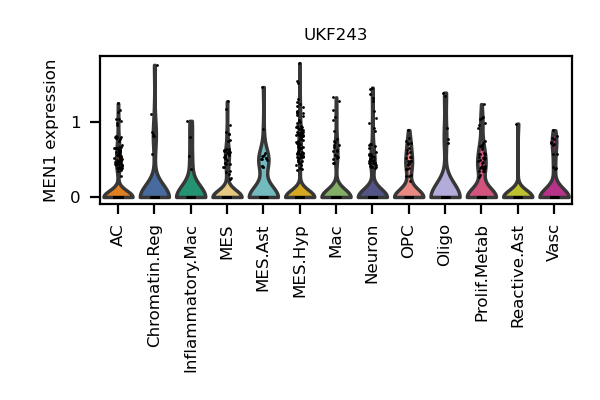 UKF243
MEN1 expression
1
0
AC
Chromatin.Reg
Inflammatory.Mac
MES
MES.Ast
MES.Hyp
Mac
Neuron
OPC
Oligo
Prolif.Metab
Reactive.Ast
Vasc